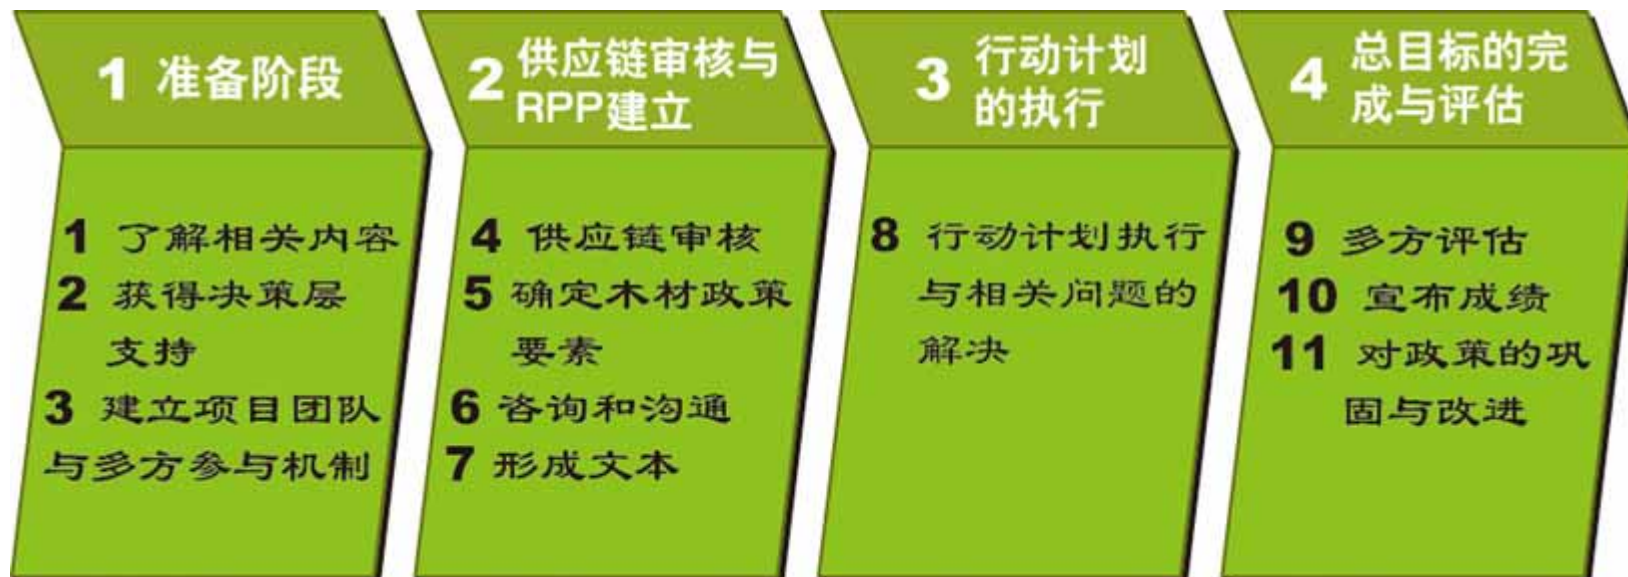 1 准备阶段
1 了解相关内容
2 获得决策层
支持
3 建立项目团队
与多方参与机制
2 供应链审核与
RPP建立
4 供应链审核
5 确定木材政策
要素
6 咨询和沟通
7 形成文本
3 行动计划
的执行
8 行动计划执行
与相关问题的
解决
4 总目标的完
成与评估
9 多方评估
10 宣布成绩
11 对政策的巩
固与改进